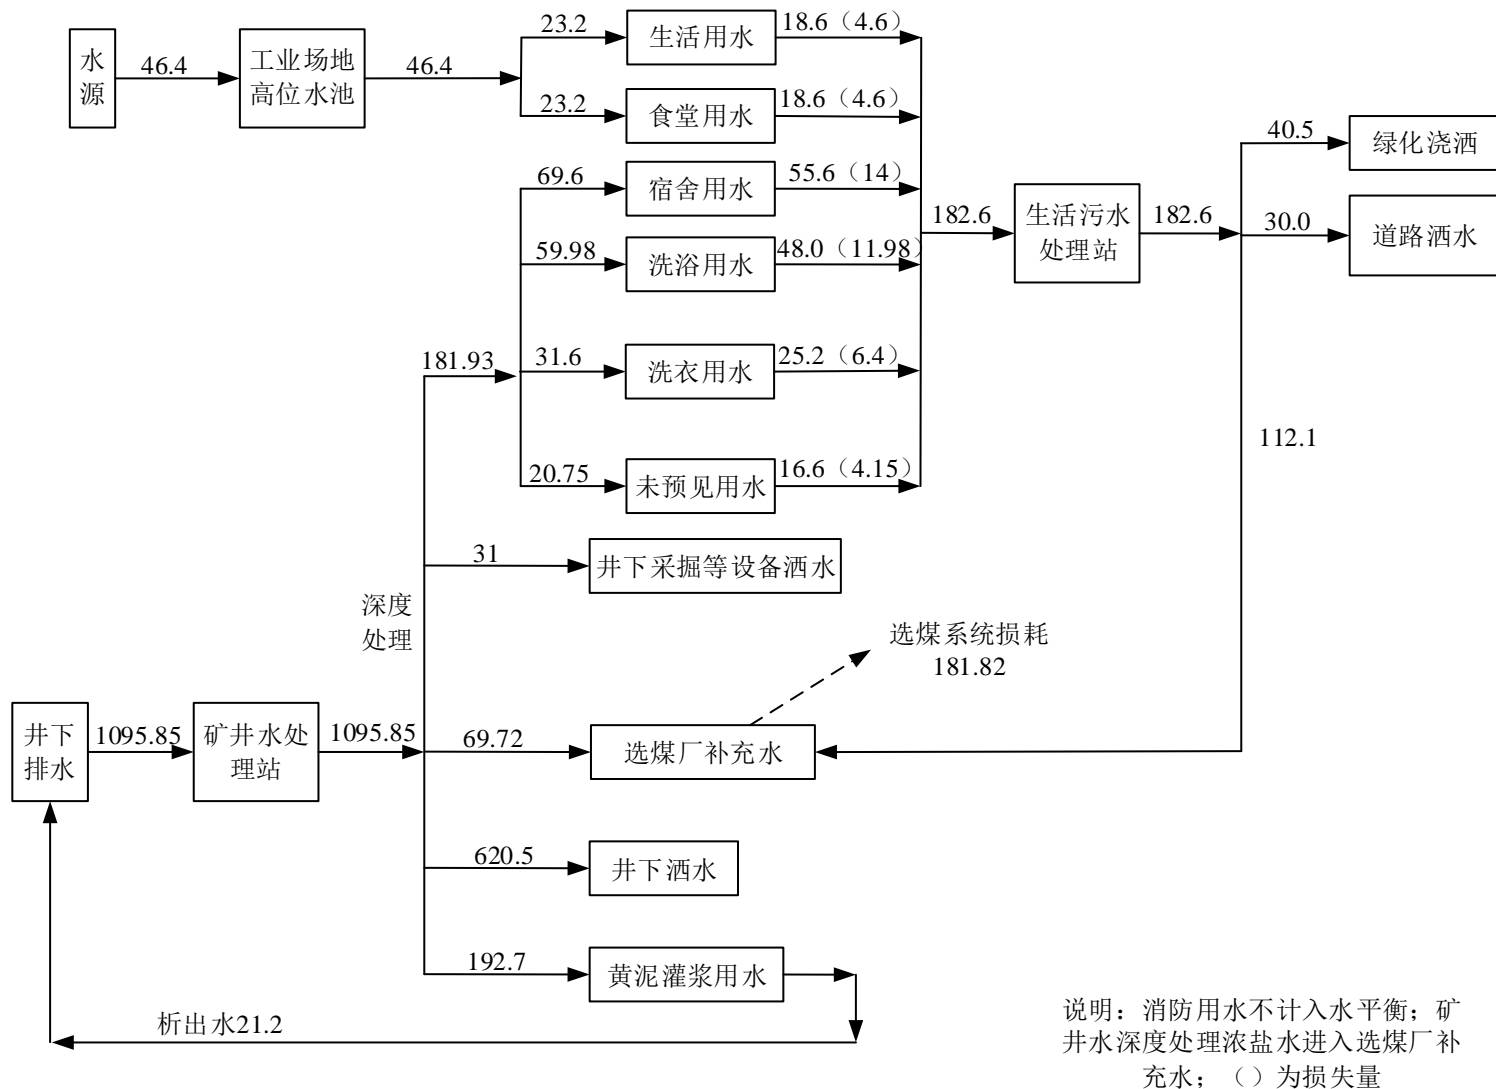 水
源
46.4
工业场地
高位水池
46.4
23.2
生活用水
18.6（4.6）
23.2
食堂用水
18.6（4.6）
69.6
宿舍用水
55.6（14）
59.98
洗浴用水
48.0（11.98）
181.93
31.6
洗衣用水
25.2（6.4）
20.75
未预见用水
16.6（4.15）
182.6
生活污水
处理站
182.6
40.5
绿化浇洒
30.0
道路洒水
112.1
31
井下采掘等设备洒水
深度
处理
选煤系统损耗
181.82
井下
排水
1095.85
矿井水处
理站
1095.85
69.72
选煤厂补充水
620.5
井下洒水
192.7
黄泥灌浆用水
析出水21.2
说明：消防用水不计入水平衡；矿
井水深度处理浓盐水进入选煤厂补
充水；（）为损失量